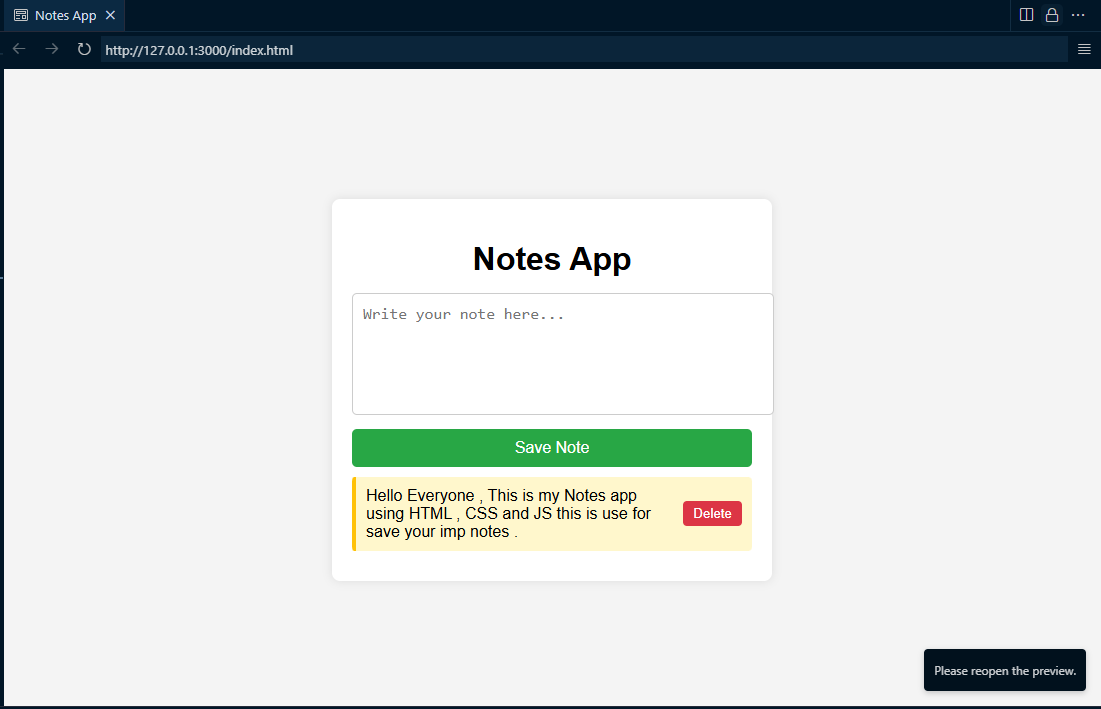 Notes App
http://127.0.0.1:3000/index.html
Notes App
Write your note here...
Save Note
Hello Everyone , This is my Notes app
using HTML , CSS and JS this is use for
save your imp notes .
Delete
Please reopen the preview.